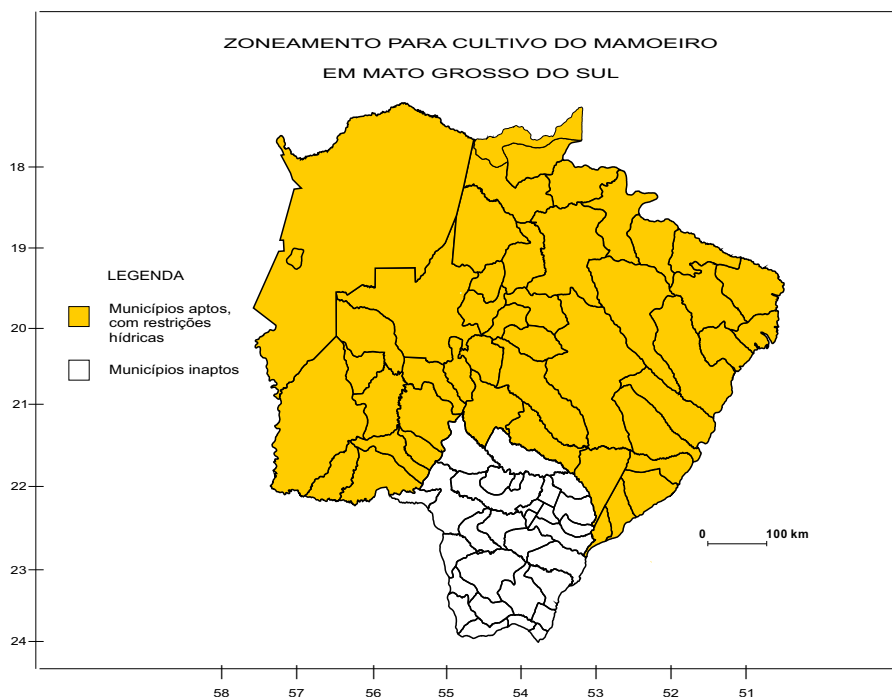 ZONEAMENTO PARA CULTIVO DO MAMOEIRO
EM MATO GROSSO DO SUL
18
19
LEGENDA
Municípios aptos,
com restrições
hídricas
20
Municípios inaptos
21
22
0 100 km
23
24
58 57 56 55 54 53 52 51